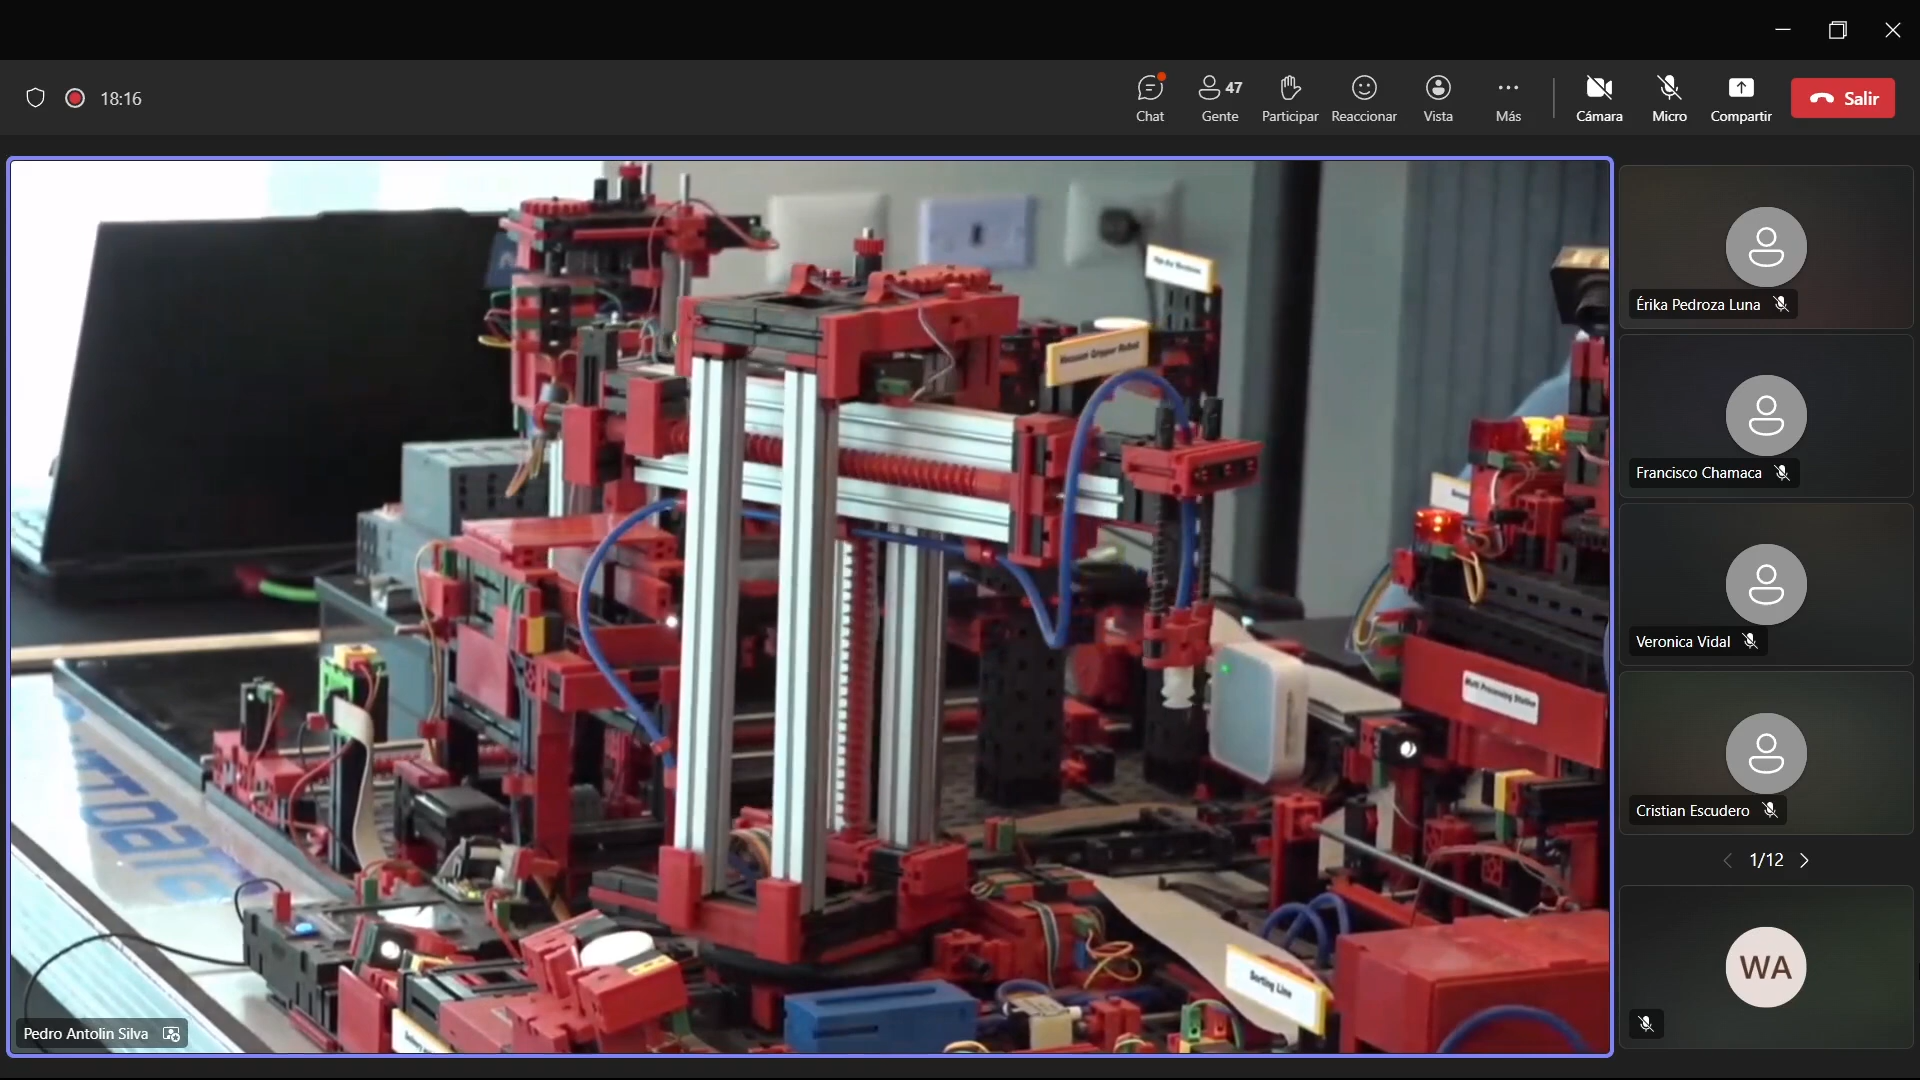 18:16
Chat
47
Gente
Participar
Reaccionar
Vista
Más
Cámara
Micro
Compartir
Salir
Vacuum Gripper Robot
Multi Processing Station
Sorting Line
Pedro Antolin Silva
Érika Pedroza Luna
Francisco Chamaca
Veronica Vidal
Cristian Escudero
1/12
WA